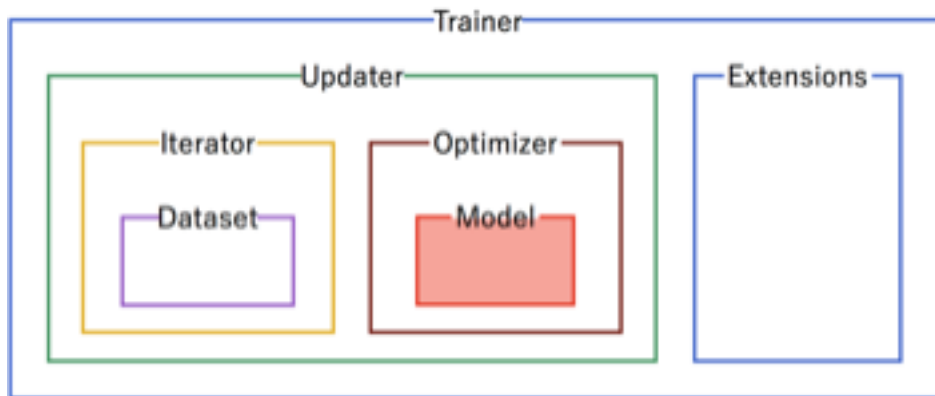 Trainer
Updater
Extensions
Iterator
Optimizer
Dataset
Model